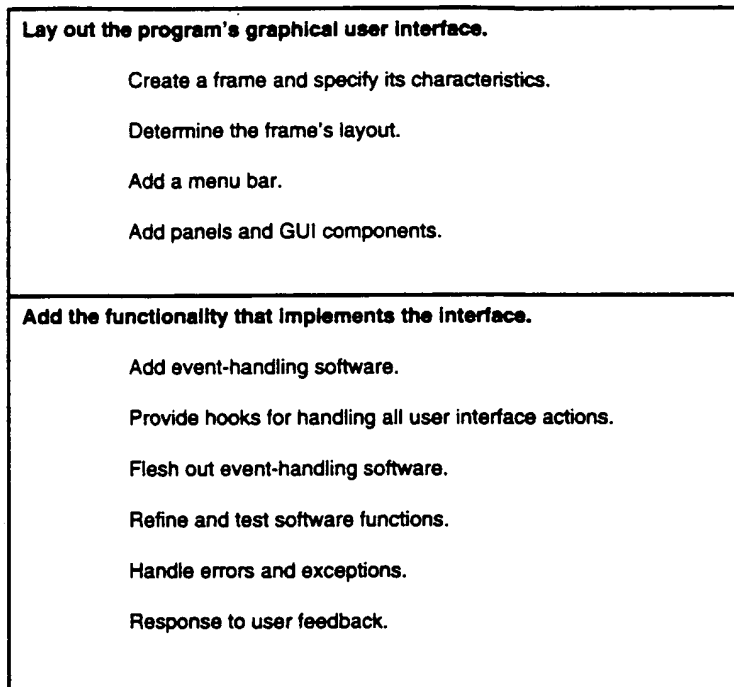 Lay out the program's graphical user interface.
Create a frame and specify its characteristics.
Determine the frame's layout.
Add a menu bar.
Add panels and GUI components.
Add the functionality that implements the interface.
Add event-handling software.
Provide hooks for handling all user interface actions.
Flesh out event-handling software.
Refine and test software functions.
Handle errors and exceptions.
Response to user feedback.